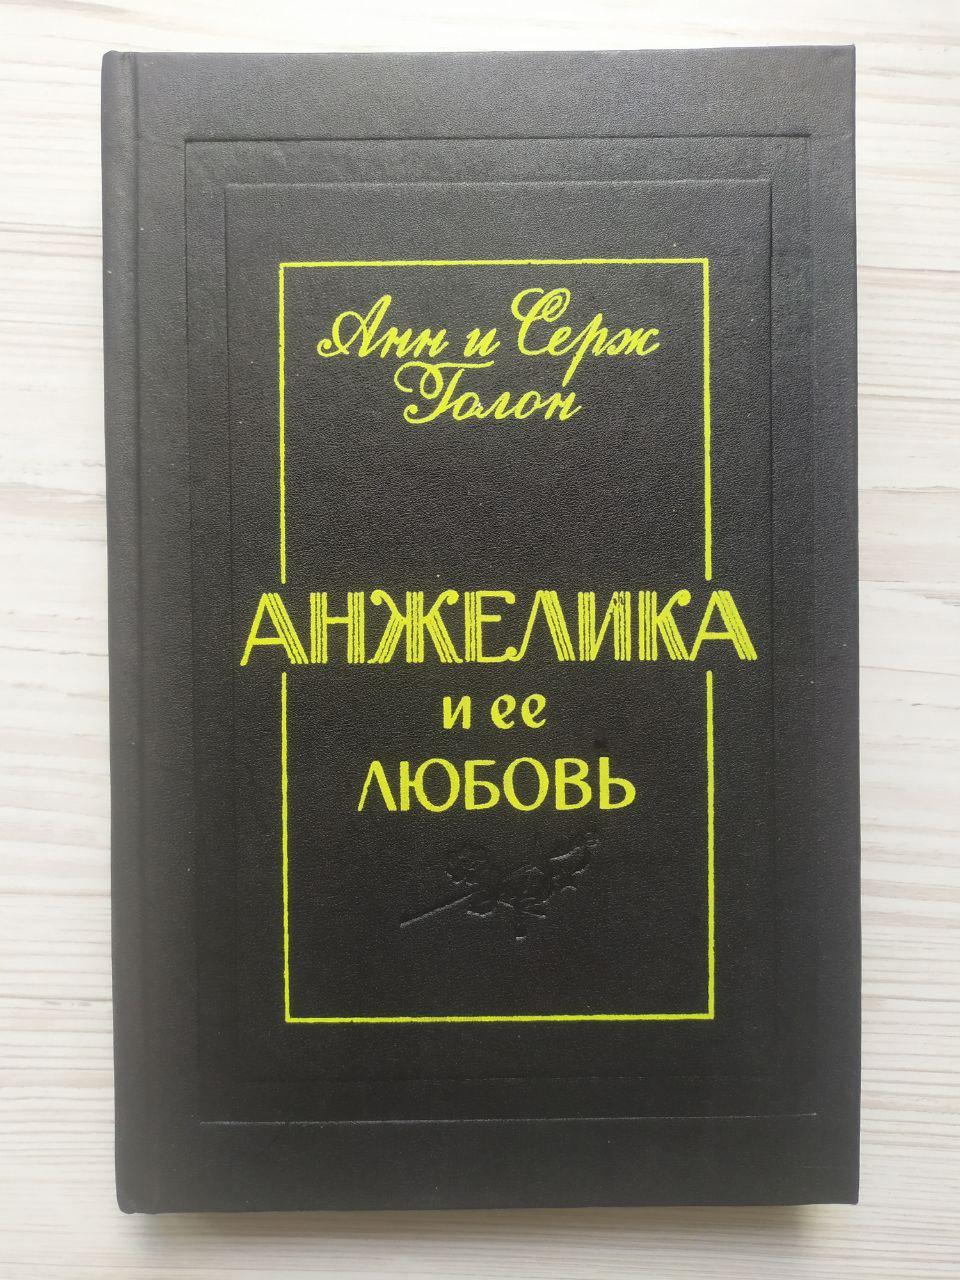 Анн и Серж
Голон
АНЖЕЛИКА
и ее
ЛЮБОВЬ